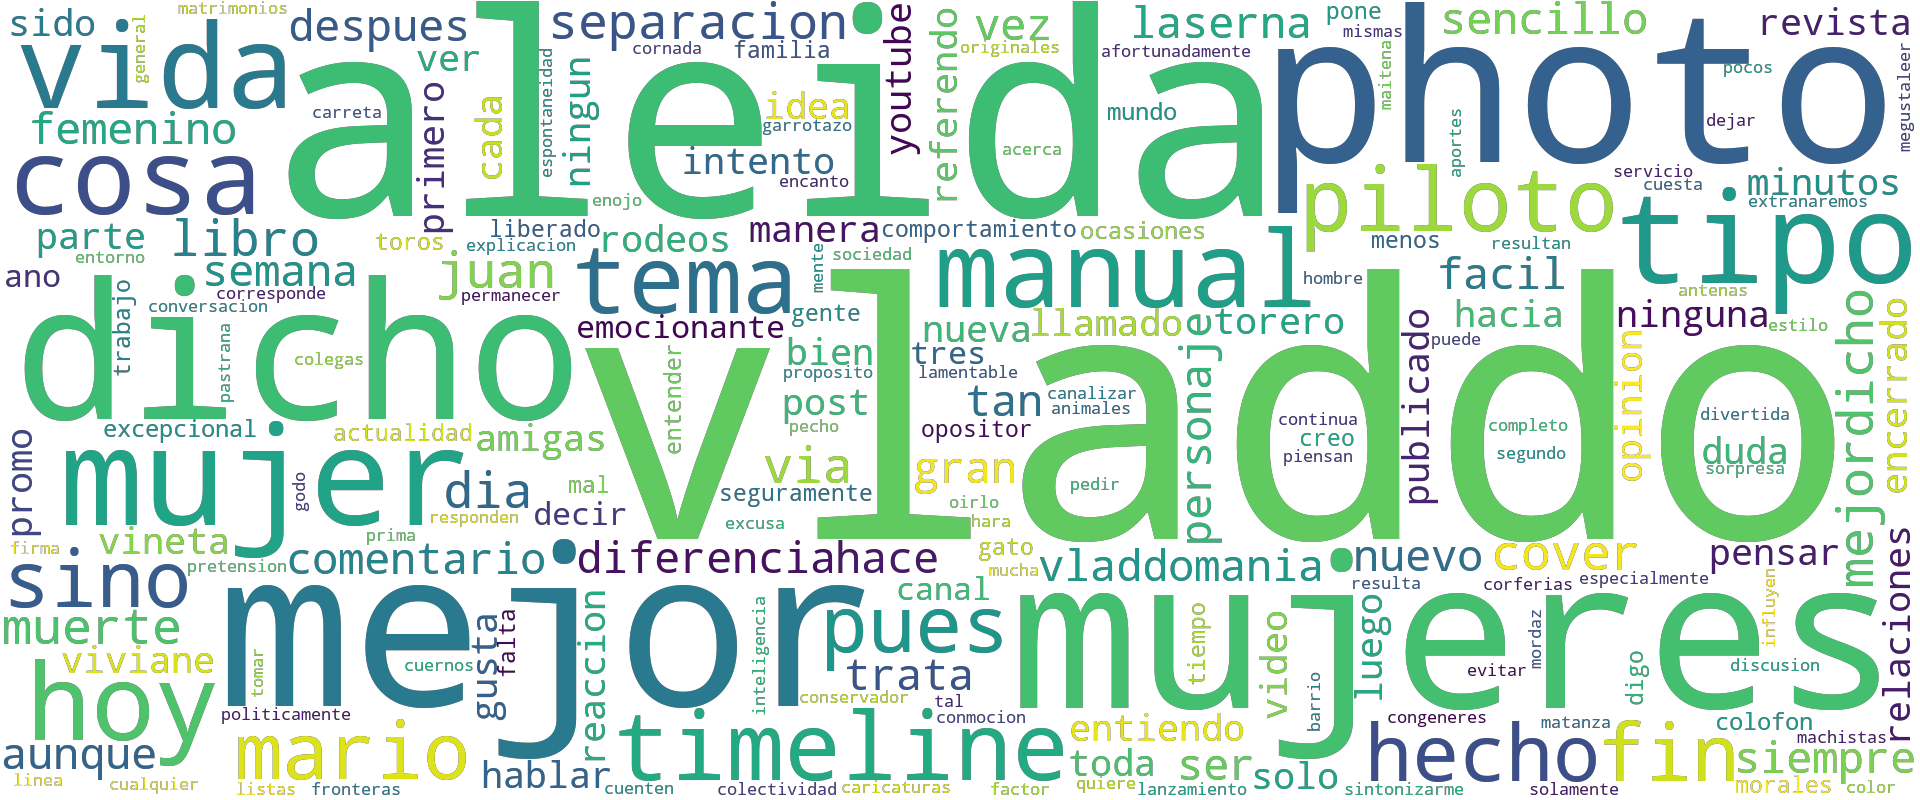 matrimonios
sido
vida
general
despues
separacion
cornada
familia
ver
youtube
referendo
vez
originales
laserna
afortunadamente
pone
mismas
maitena
sencillo
revista
photo
pocos
megustaleer
aleida
femenino
cosa
carreta
primero
cada
espontaneidad
ningun
idea
garrotazo
intento
encanto
enojo
mundo
acerca
dejar
aportes
servicio
cuesta
minutos
extranaremos
piloto
tipo
parte
entorno
libro
toros
liberado
explicacion
rodeos
manera
comportamiento
ocasiones
menos
resultan
ano
semana
corresponde
conversacion
juan
permanecer
tema
mente
sociedad
manual
hombre
facil
antenas
trabajo
pastrana
colegas
dicho
emocionante
gente
nueva
llamado
personaje
torero
hacia
ninguna
estilo
puede
bien
proposito
tres
lamentable
canalizar
animales
tan
vladdo
entender
post
pecho
opositor
continua
creo
piensan
publicado
completo
segundo
opinion
divertida
duda
sorpresa
mejordicho
encerrado
excepcional
actualidad
amigas
promo
mujer
godo
dia
mal
responden
decir
via
seguramente
excusa
gran
oirlo
pedir
hara
vineta
prima
firma
pretension
comentario
diferenciahace
gato
mucha
vladdomania
nuevo
cover
pensar
resulta
corferias
especialmente
sino
mejor
canal
mujeres
influyen
relaciones
muerte
viviane
cuernos
gusta
falta
reaccion
inteligencia
pues
trata
tiempo
video
luego
evitar
mordaz
digo
discusion
hoy
tomar
politicamente
conservador
tal
conmocion
barrio
congeneres
matanza
colofon
machistas
aunque
mario
timeline
entiendo
hecho
fin
siempre
hablar
toda
ser
solo
linea
cualquier
listas
fronteras
cuenten
colectividad
caricaturas
factor
quiere
lanzamiento
sintonizarme
solamente
morales
color